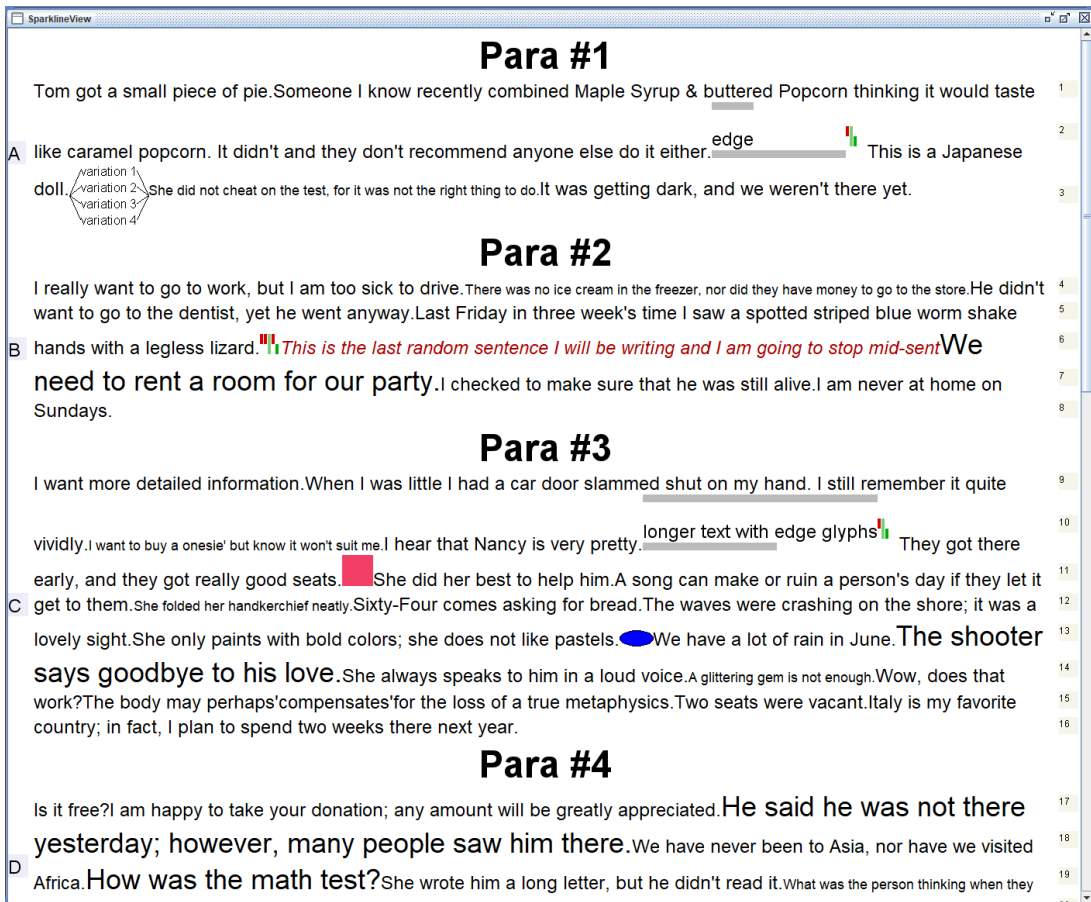 SparklineView
Para #1
Tom got a small piece of pie.Someone I know recently combined Maple Syrup & buttered Popcorn thinking it would taste 1
edge 2
A like caramel popcorn. It didn't and they don't recommend anyone else do it either. This is a Japanese
variation 1
doll. variation 2 She did not cheat on the test, for it was not the right thing to do.It was getting dark, and we weren't there yet. 3
variation 3
variation 4
Para #2
I really want to go to work, but I am too sick to drive.There was no ice cream in the freezer, nor did they have money to go to the store.He didn't 4
want to go to the dentist, yet he went anyway.Last Friday in three week's time I saw a spotted striped blue worm shake 5
B hands with a legless lizard. This is the last random sentence I will be writing and I am going to stop mid-sentWe 6
need to rent a room for our party.I checked to make sure that he was still alive.I am never at home on 7
Sundays. 8
Para #3
I want more detailed information.When I was little I had a car door slammed shut on my hand. I still remember it quite 9
longer text with edge glyphs 10
vividly.I want to buy a onesie' but know it won't suit me.I hear that Nancy is very pretty. They got there
early, and they got really good seats. She did her best to help him.A song can make or ruin a person's day if they let it 11
C get to them.She folded her handkerchief neatly.Sixty-Four comes asking for bread.The waves were crashing on the shore; it was a 12
lovely sight.She only paints with bold colors; she does not like pastels. We have a lot of rain in June.The shooter 13
says goodbye to his love.She always speaks to him in a loud voice.A glittering gem is not enough.Wow, does that 14
work?The body may perhaps'compensates'for the loss of a true metaphysics.Two seats were vacant.Italy is my favorite 15
country; in fact, I plan to spend two weeks there next year. 16
Para #4
Is it free?I am happy to take your donation; any amount will be greatly appreciated.He said he was not there 17
yesterday; however, many people saw him there.We have never been to Asia, nor have we visited 18
D
Africa.How was the math test?She wrote him a long letter, but he didn't read it.What was the person thinking when they 19